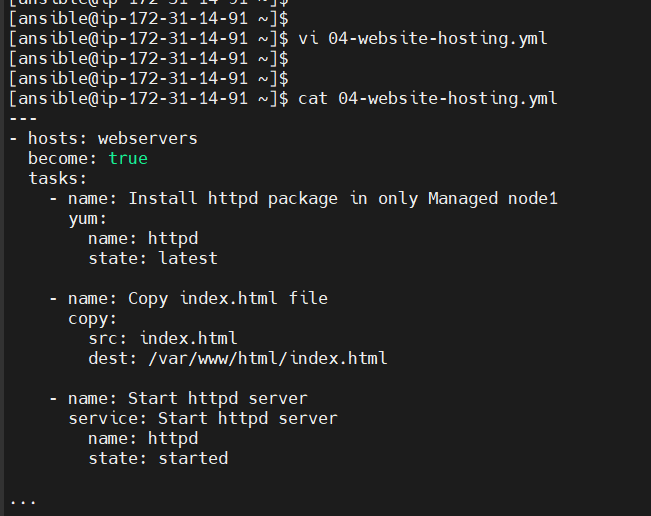 [ansible@ip-172-31-14-91 ~]$
[ansible@ip-172-31-14-91 ~]$
[ansible@ip-172-31-14-91 ~]$ vi 04-website-hosting.yml
[ansible@ip-172-31-14-91 ~]$
[ansible@ip-172-31-14-91 ~]$
[ansible@ip-172-31-14-91 ~]$ cat 04-website-hosting.yml
---
- hosts: webservers
  become: true
  tasks:
    - name: Install httpd package in only Managed node1
      yum:
        name: httpd
        state: latest

    - name: Copy index.html file
      copy:
        src: index.html
        dest: /var/www/html/index.html

    - name: Start httpd server
      service: Start httpd server
        name: httpd
        state: started

...